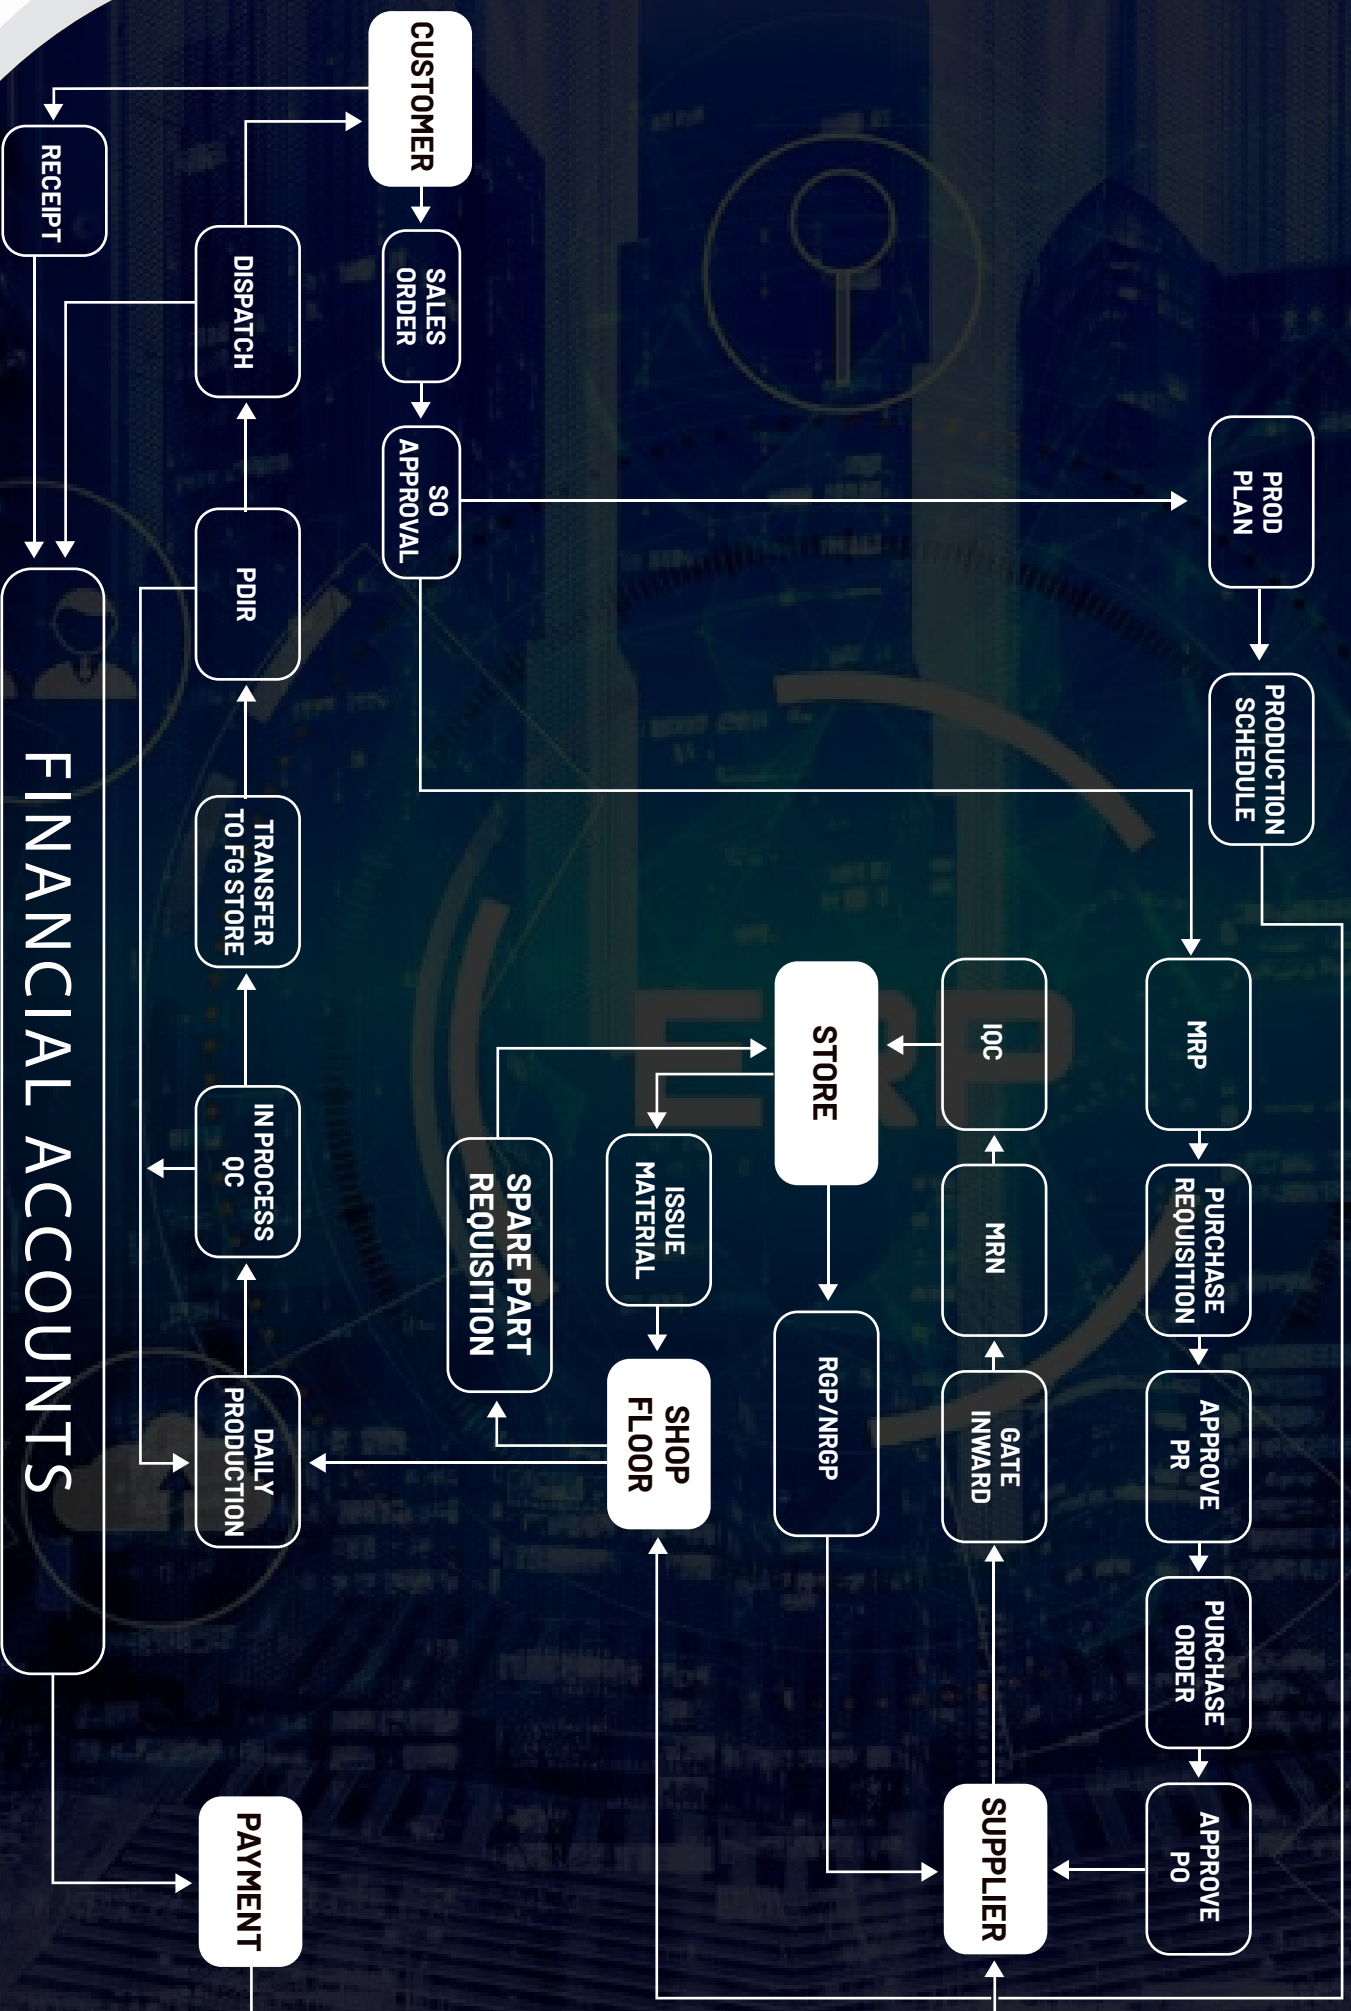 PROD
PLAN
PRODUCTION
SCHEDULE
MRP
PURCHASE
REQUISITION
APPROVE
PR
PURCHASE
ORDER
APPROVE
PO
IQC
MRN
GATE
INWARD
SUPPLIER
STORE
RGP/NRGP
ISSUE
MATERIAL
SHOP
FLOOR
SPARE PART
REQUISITION
CUSTOMER
SALES
ORDER
SO
APPROVAL
DISPATCH
PDIR
TRANSFER
TO FG STORE
IN PROCESS
QC
DAILY
PRODUCTION
PAYMENT
RECEIPT
FINANCIAL ACCOUNTS
ERP